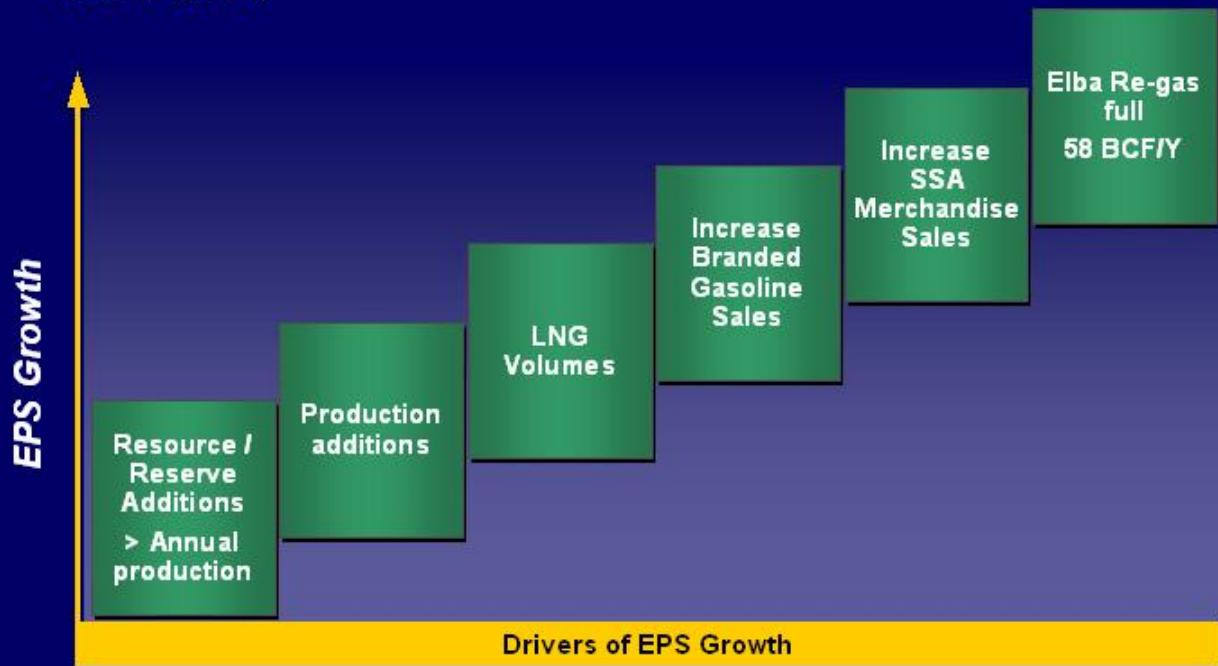 Elba Re-gas
full
58 BCF/Y
Increase
SSA
Merchandise
Sales
Increase
Branded
Gasoline
Sales
LNG
Volumes
Production
additions
Resource /
Reserve
Additions
> Annual
production
EPS Growth
Drivers of EPS Growth